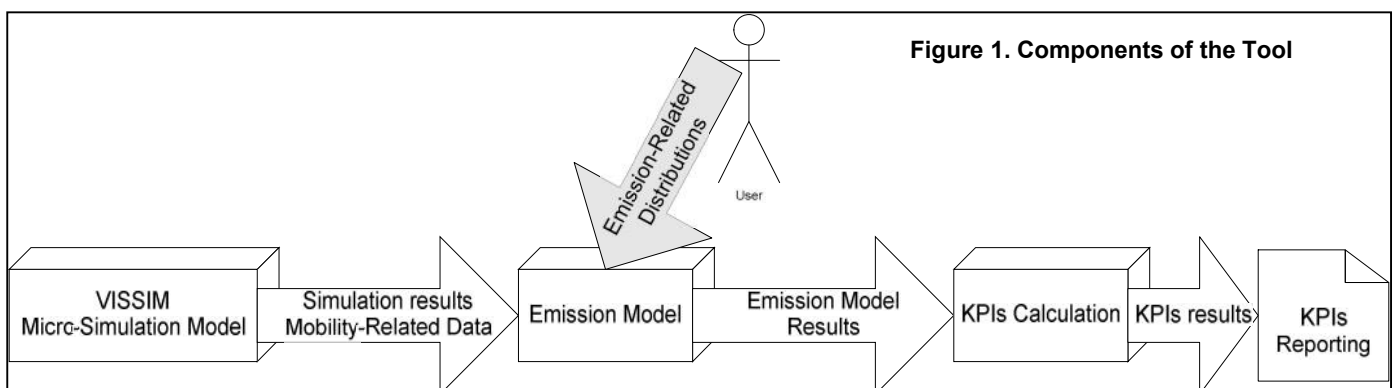 Figure 1. Components of the Tool
Emission-Related
Distributions
User
VISSIM
Micro-Simulation Model
Simulation results
Mobility-Related Data
Emission Model
Emission Model
Results
KPIs Calculation
KPIs results
KPIs
Reporting